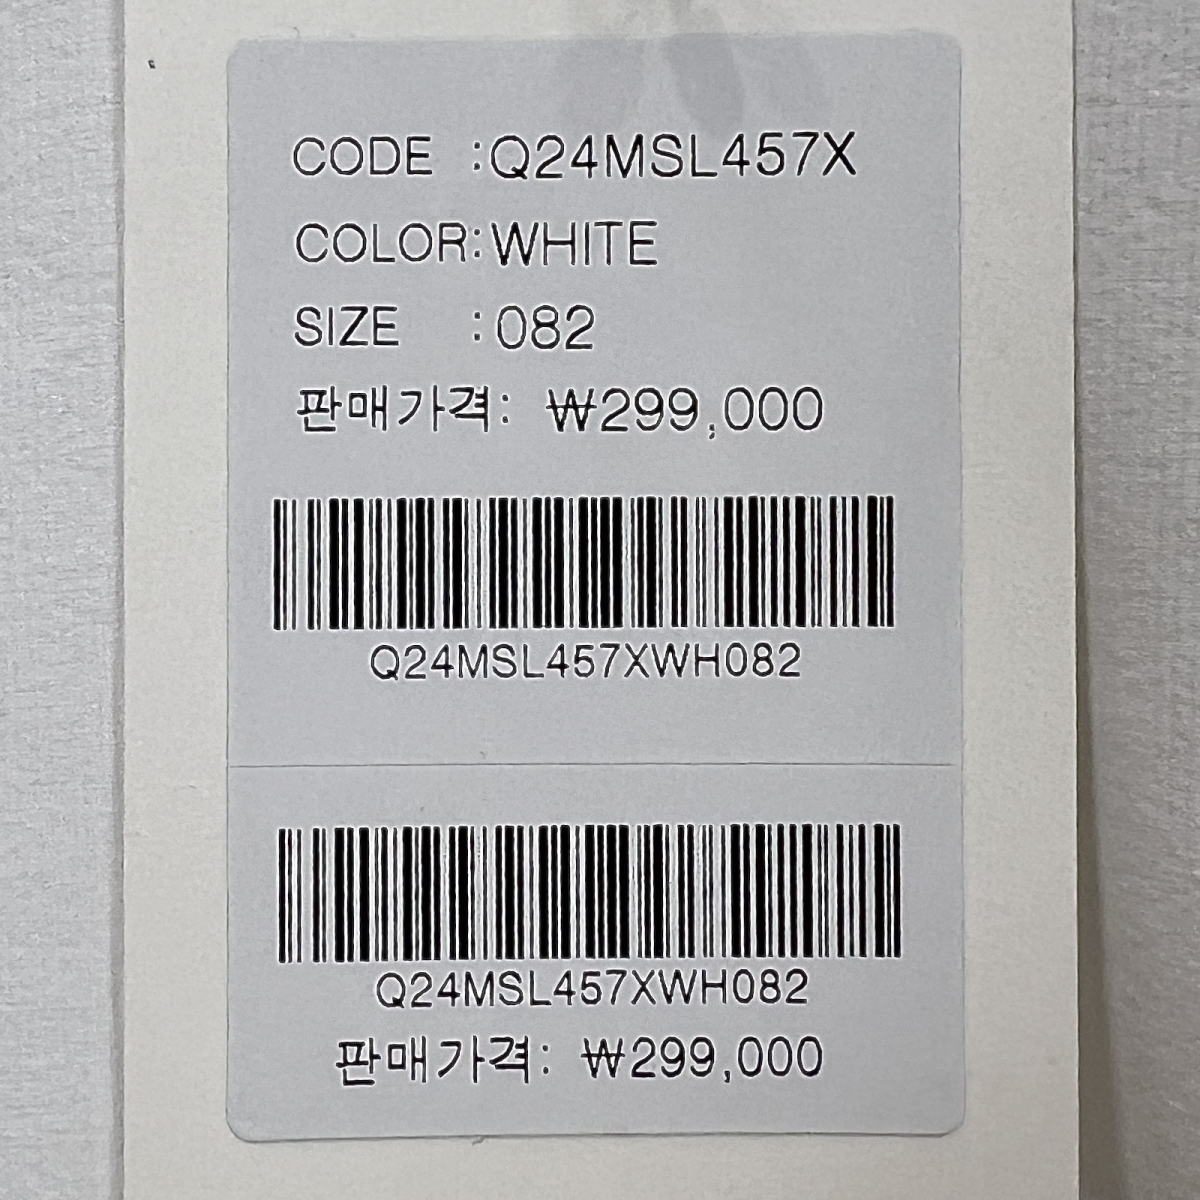 CODE :Q24MSL457X
COLOR:WHITE
SIZE :082
판매가격: ₩299,000
Q24MSL457XWH082
Q24MSL457XWH082
판매가격: ₩299,000